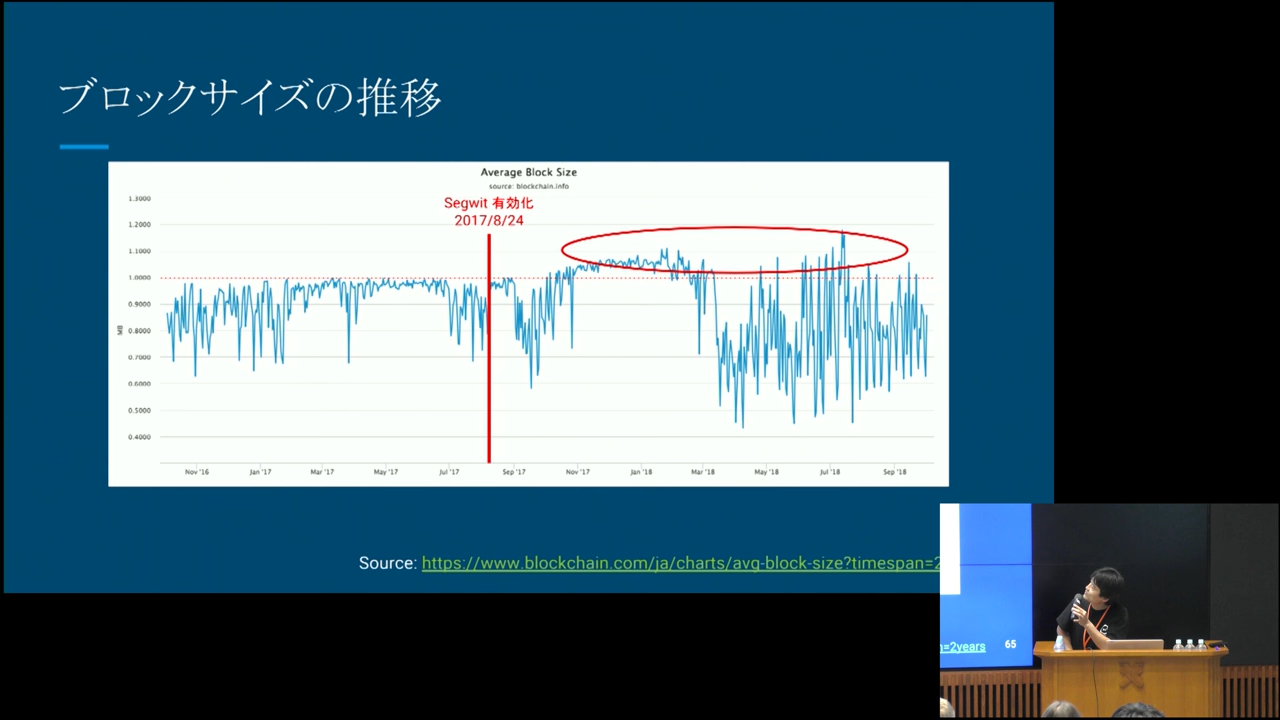 ブロックサイズの推移
Average Block Size
source: blockchain.info
Segwit 有効化
2017/8/24
1.3000
1.2000
1.1000
1.0000
0.9000
0.8000
0.7000
0.6000
0.5000
0.4000
MB
Nov '16 Jan '17 Mar '17 May '17 Jul '17 Sep '17 Nov '17 Jan '18 Mar '18 May '18 Jul '18 Sep '18
Source: https://www.blockchain.com/ja/charts/avg-block-size?timespan=2
n=2years 65